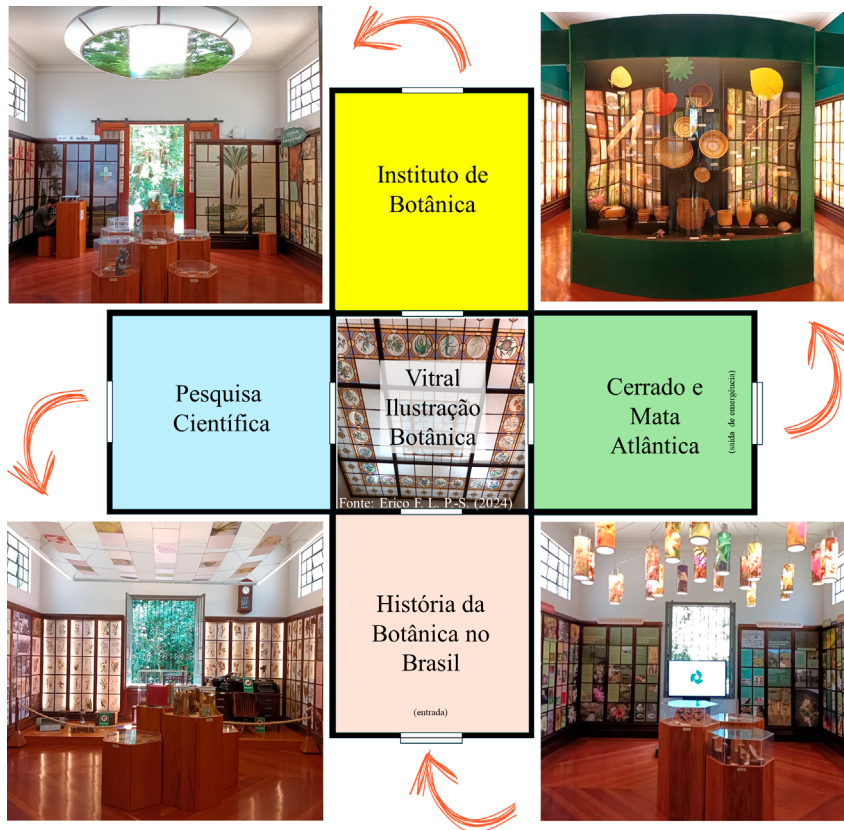 Instituto de
Botânica
Pesquisa
Científica
Vitral
Ilustração
Botânica
Fonte: Erico F. L. P.-S. (2024)
Cerrado e
Mata
Atlântica
(saída de emergência)
História da
Botânica no
Brasil
(entrada)